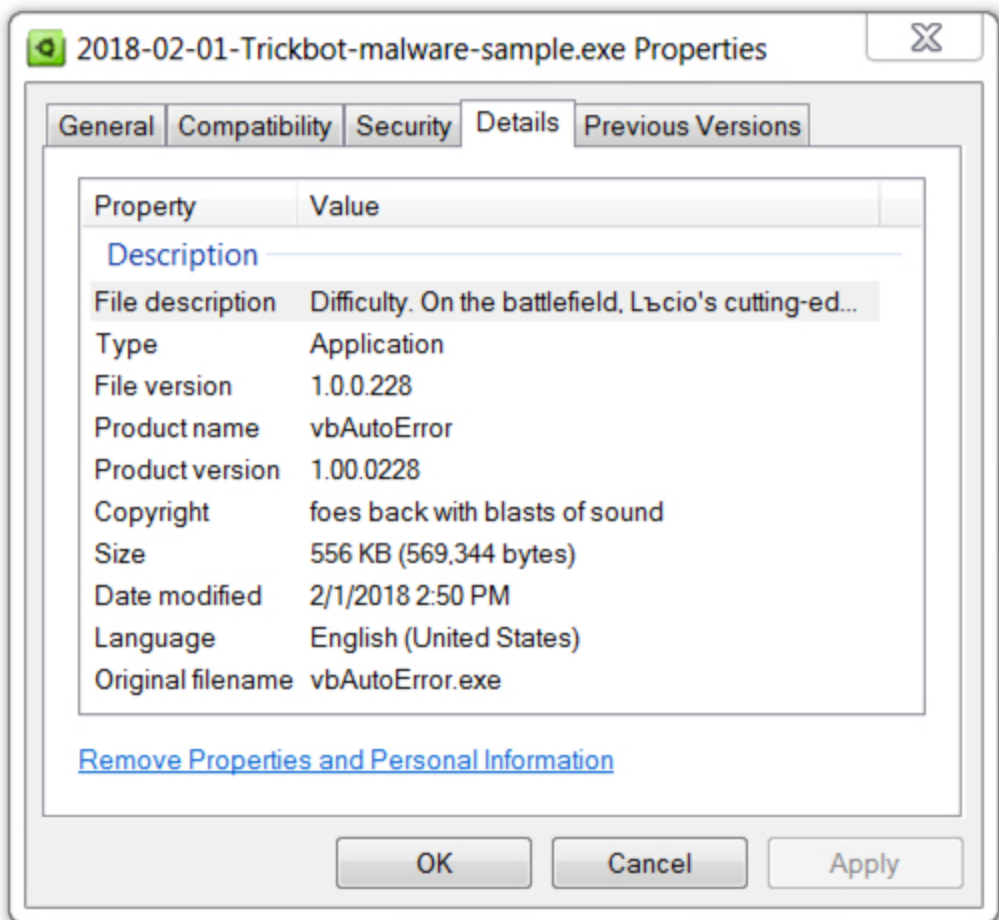 2018-02-01-Trickbot-malware-sample.exe Properties
General Compatibility Security Details Previous Versions
Property Value
Description
File description Difficulty. On the battlefield, Lъcio's cutting-ed...
Type Application
File version 1.0.0.228
Product name vbAutoError
Product version 1.00.0228
Copyright foes back with blasts of sound
Size 556 KB (569,344 bytes)
Date modified 2/1/2018 2:50 PM
Language English (United States)
Original filename vbAutoError.exe
Remove Properties and Personal Information
OK Cancel Apply